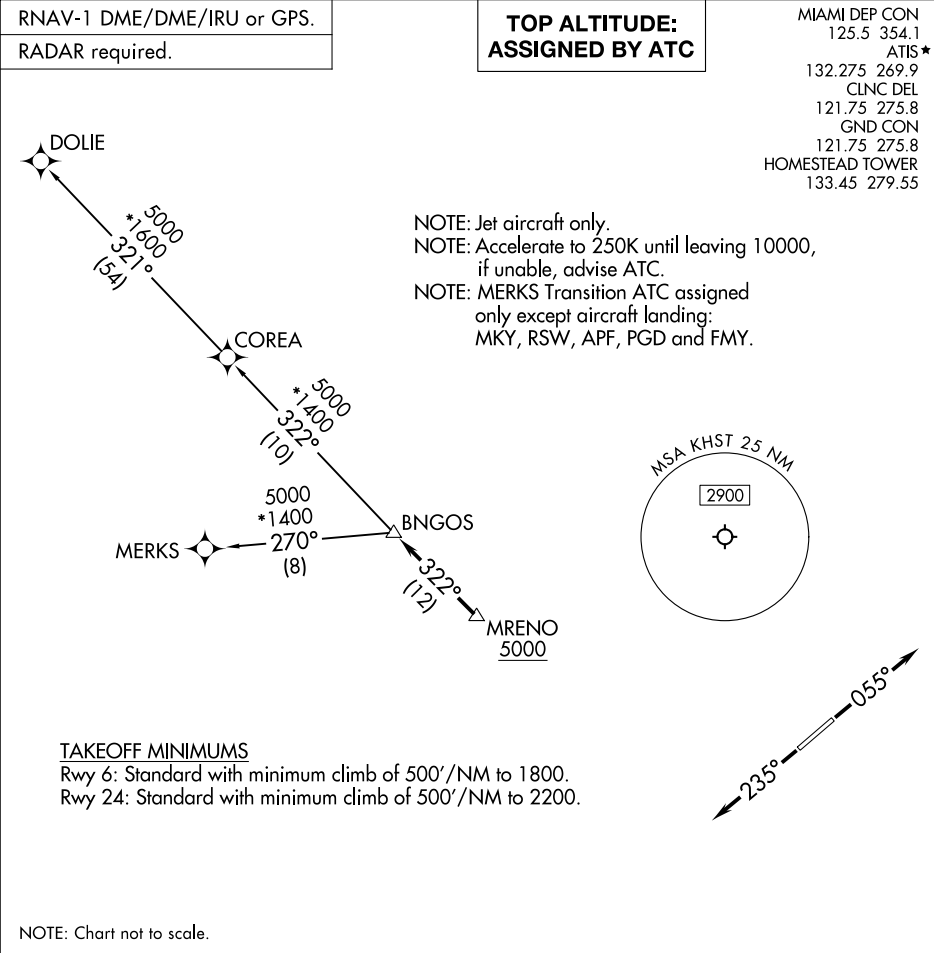 RNAV-1 DME/DME/IRU or GPS.
RADAR required.
TOP ALTITUDE:
ASSIGNED BY ATC
MIAMI DEP CON
125.5 354.1
ATIS★
132.275 269.9
CLNC DEL
121.75 275.8
GND CON
121.75 275.8
HOMESTEAD TOWER
133.45 279.55
DOLIE
5000
*1600
321°
(54)
NOTE: Jet aircraft only.
NOTE: Accelerate to 250K until leaving 10000,
if unable, advise ATC.
NOTE: MERKS Transition ATC assigned
only except aircraft landing:
MKY, RSW, APF, PGD and FMY.
COREA
5000
*1400
322°
(10)
5000
*1400
270°
(8)
MERKS
BNGOS
322°
(12)
MRENO
5000
MSA KHST 25 NM
2900
055°
235°
TAKEOFF MINIMUMS
Rwy 6: Standard with minimum climb of 500'/NM to 1800.
Rwy 24: Standard with minimum climb of 500'/NM to 2200.
NOTE: Chart not to scale.